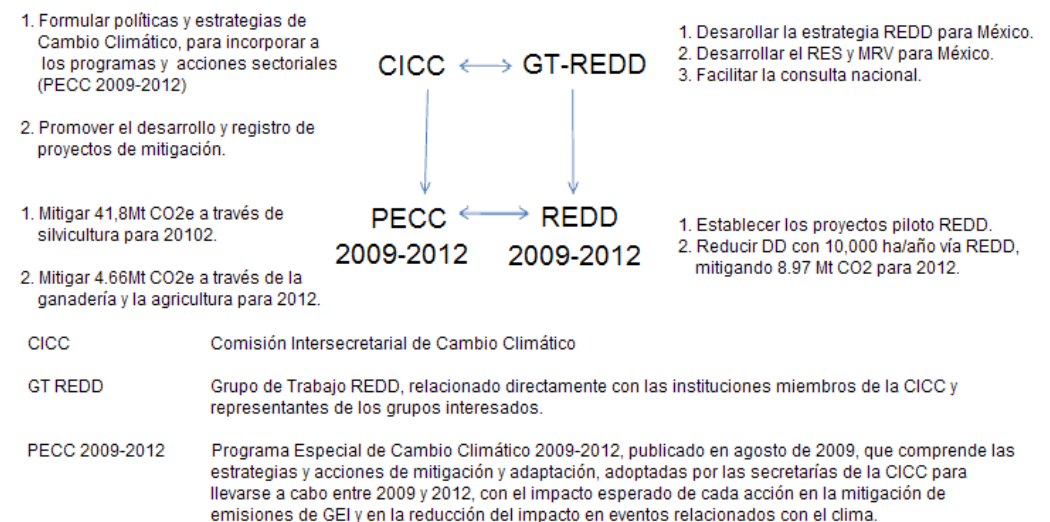 1. Formular políticas y estrategias de
Cambio Climático, para incorporar a
los programas y acciones sectoriales
(PECC 2009-2012)
2. Promover el desarrollo y registro de
proyectos de mitigación.
CICC
GT-REDD
1. Desarollar la estrategia REDD para México.
2. Desarrollar el RES y MRV para México.
3. Facilitar la consulta nacional.
1. Mitigar 41,8Mt CO2e a través de
silvicultura para 20102.
2. Mitigar 4.66Mt CO2e a través de la
ganadería y la agricultura para 2012.
PECC
2009-2012
REDD
2009-2012
1. Establecer los proyectos piloto REDD.
2. Reducir DD con 10,000 ha/año vía REDD,
mitigando 8.97 Mt CO2 para 2012.
CICC Comisión Intersecretarial de Cambio Climático
GT REDD Grupo de Trabajo REDD, relacionado directamente con las instituciones miembros de la CICC y
representantes de los grupos interesados.
PECC 2009-2012 Programa Especial de Cambio Climático 2009-2012, publicado en agosto de 2009, que comprende las
estrategias y acciones de mitigación y adaptación, adoptadas por las secretarías de la CICC para
llevarse a cabo entre 2009 y 2012, con el impacto esperado de cada acción en la mitigación de
emisiones de GEI y en la reducción del impacto en eventos relacionados con el clima.